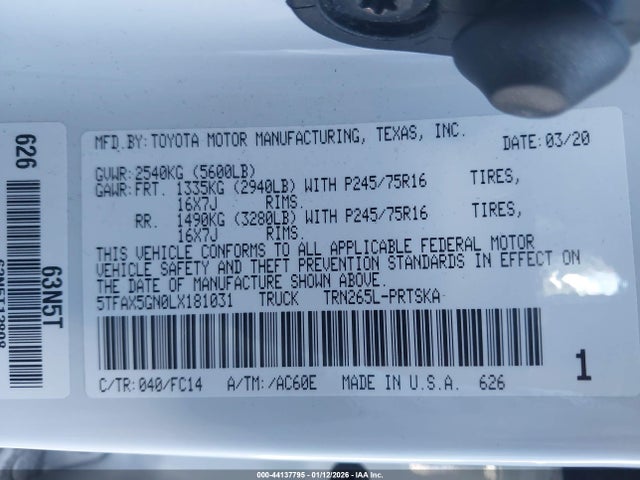 MFD.BY: TOYOTA MOTOR MANUFACTURING, TEXAS, INC. DATE: 03/20
GVWR: 2540KG (5600LB)
GAWR: FRT. 1335KG (2940LB) WITH P245/75R16 TIRES,
16X7J RIMS.
RR. 1490KG (3280LB) WITH P245/75R16 TIRES,
16X7J RIMS.
THIS VEHICLE CONFORMS TO ALL APPLICABLE FEDERAL MOTOR
VEHICLE SAFETY AND THEFT PREVENTION STANDARDS IN EFFECT ON
THE DATE OF MANUFACTURE SHOWN ABOVE.
5TFAX5GN0LX181031 TRUCK TRN265L-PRTSKA
C/TR: 040/FC14 A/TM: /AC60E MADE IN U.S.A. 626
1
626
63N5T
000-44137795 - 01/12/2026 - IAA Inc.